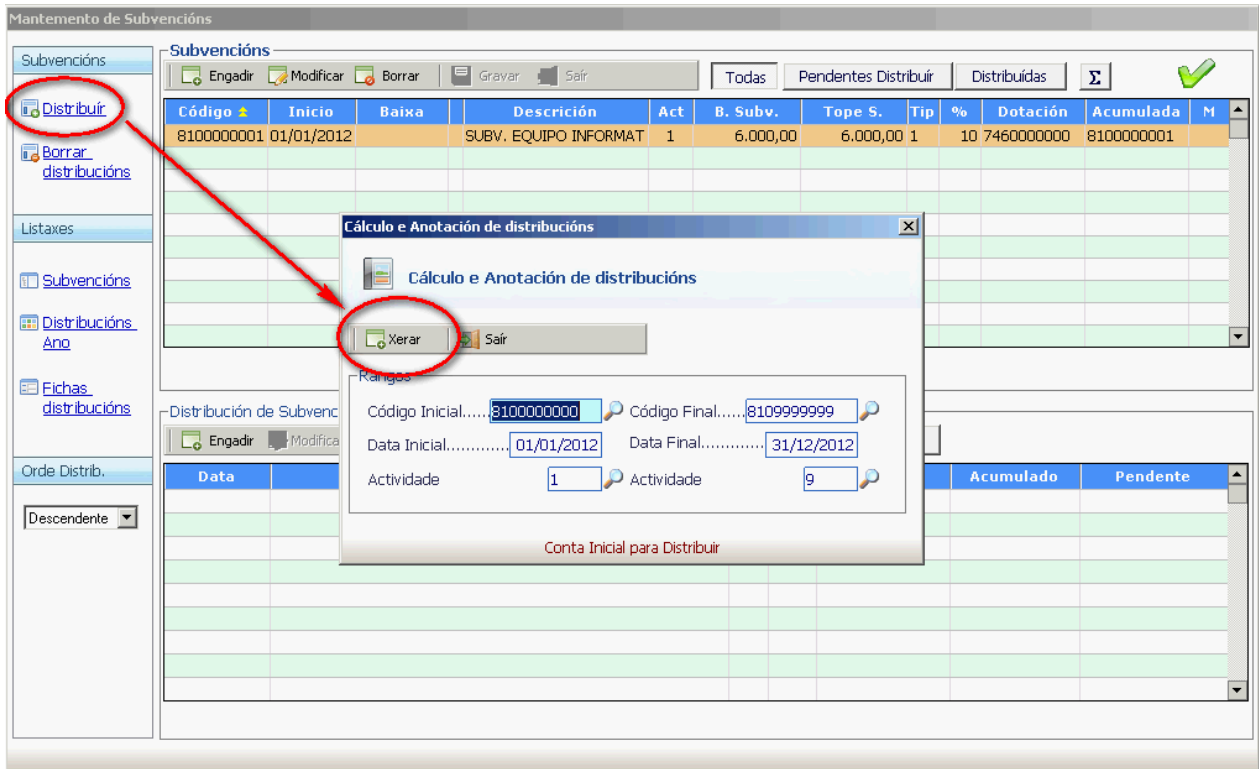 Mantemento de Subvencións
Subvencións
Distribuír
Borrar
distribucións
Listaxes
Subvencións
Distribucións
Ano
Fichas
distribucións
Orde Distrib.
Descendente
Subvencións
Engadir Modificar Borrar Gravar Saír Todas Pendentes Distribuír Distribuídas Σ
Código Inicio Baixa Descrición Act B. Subv. Tope S. Tip % Dotación Acumulada M
8100000001 01/01/2012 SUBV. EQUIPO INFORMAT 1 6.000,00 6.000,00 1 10 7460000000 8100000001
Cálculo e Anotación de distribucións
Cálculo e Anotación de distribucións
Xerar Saír
Rangos
Código Inicial......8100000000 Código Final......8109999999
Data Inicial............. 01/01/2012 Data Final............. 31/12/2012
Actividade 1 Actividade 9
Conta Inicial para Distribuir
Distribución de Subvenc
Engadir Modifica
Data Acumulado Pendente